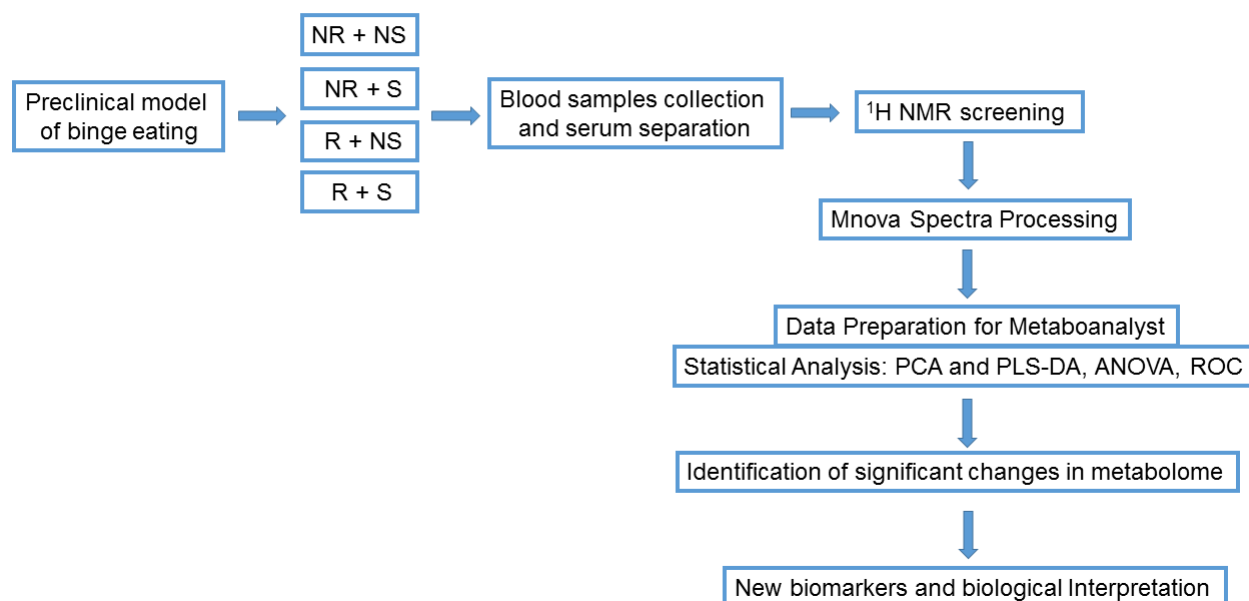 Preclinical model
of binge eating
NR + NS
NR + S
R + NS
R + S
Blood samples collection
and serum separation
¹H NMR screening
Mnova Spectra Processing
Data Preparation for Metaboanalyst
Statistical Analysis: PCA and PLS-DA, ANOVA, ROC
Identification of significant changes in metabolome
New biomarkers and biological Interpretation